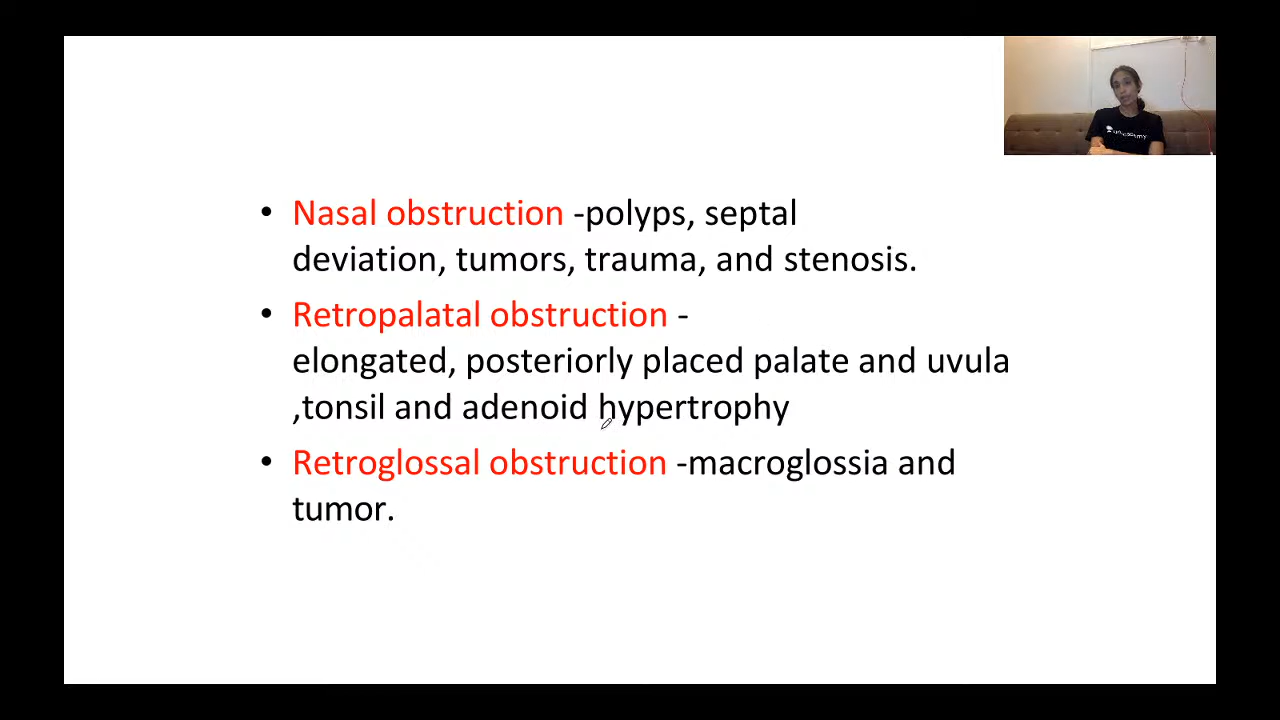 • Nasal obstruction -polyps, septal
deviation, tumors, trauma, and stenosis.
• Retropalatal obstruction -
elongated, posteriorly placed palate and uvula
,tonsil and adenoid hypertrophy
• Retroglossal obstruction -macroglossia and
tumor.